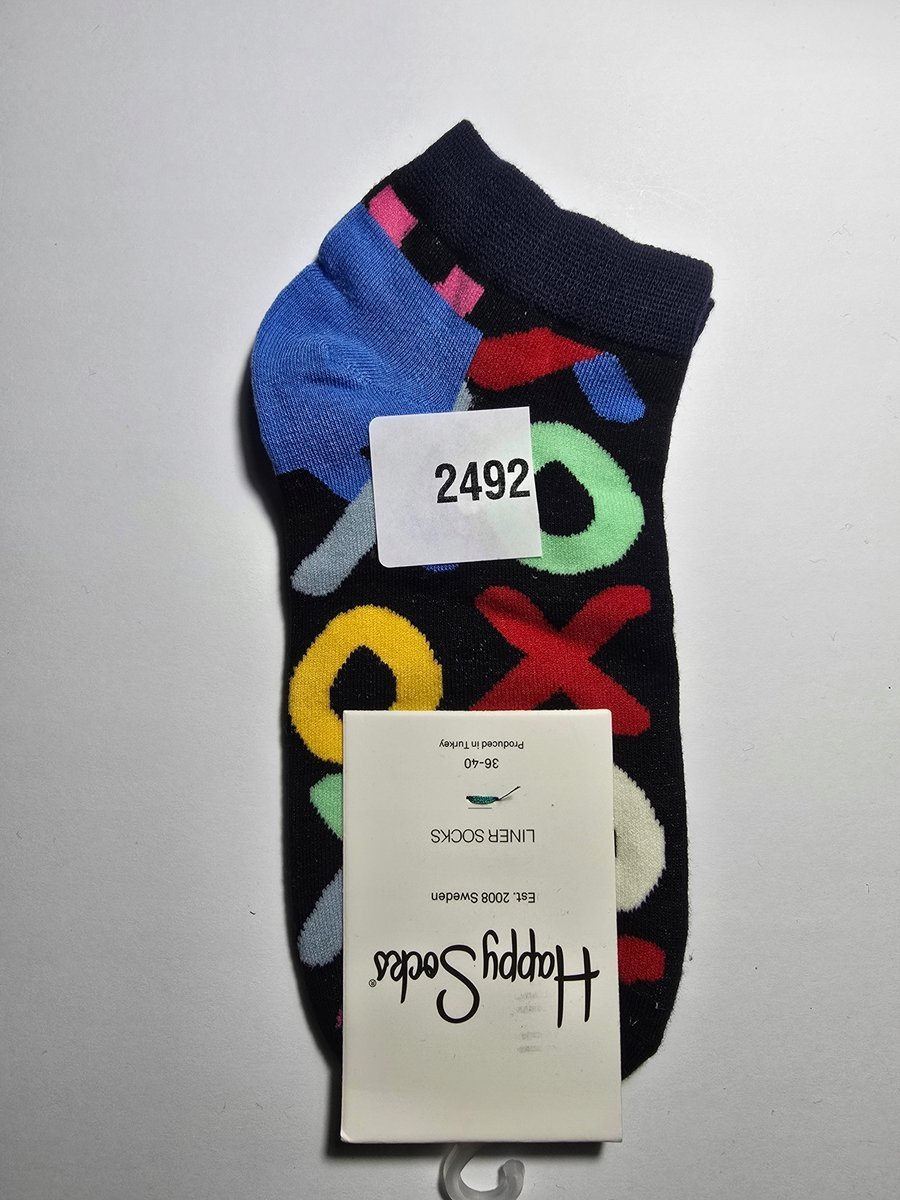 2492
Happy Socks®
Est. 2008 Sweden
LINER SOCKS
36-40
Produced in Turkey